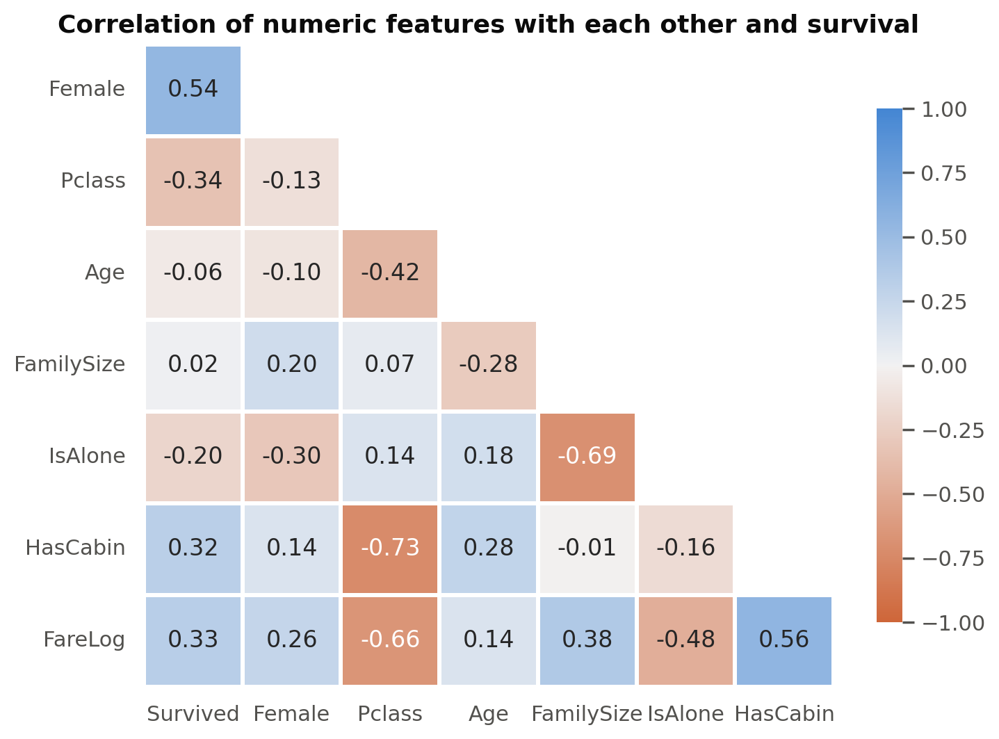 Correlation of numeric features with each other and survival
Female 0.54
Pclass -0.34 -0.13
Age -0.06 -0.10 -0.42
FamilySize 0.02 0.20 0.07 -0.28
IsAlone -0.20 -0.30 0.14 0.18 -0.69
HasCabin 0.32 0.14 -0.73 0.28 -0.01 -0.16
FareLog 0.33 0.26 -0.66 0.14 0.38 -0.48 0.56
Survived Female Pclass Age FamilySize IsAlone HasCabin
1.00
0.75
0.50
0.25
0.00
−0.25
−0.50
−0.75
−1.00